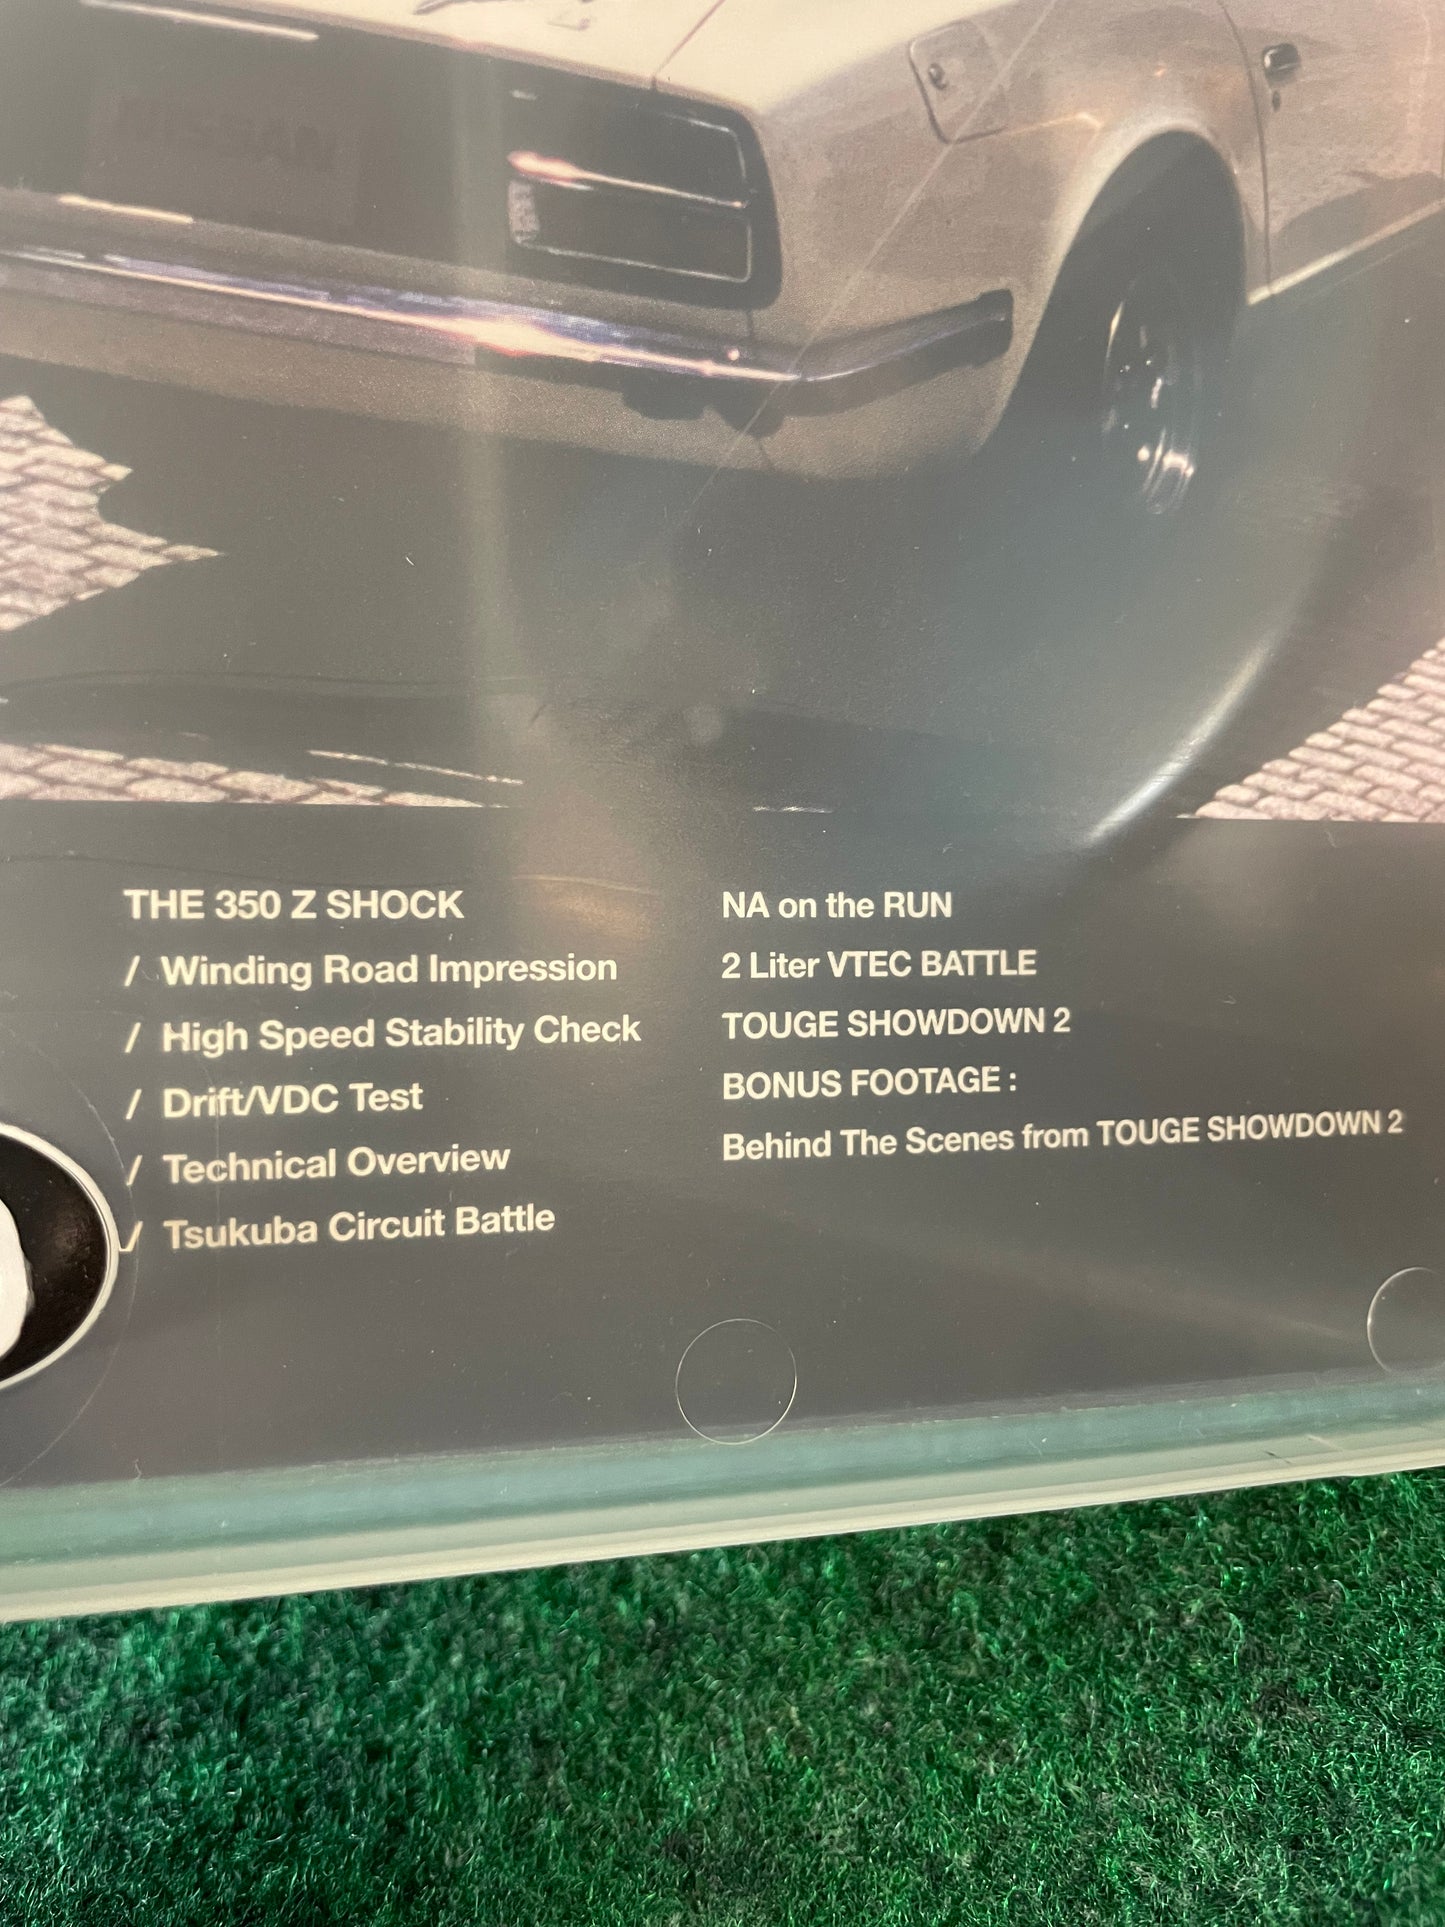 NISSAN
THE 350 Z SHOCK
/ Winding Road Impression
/ High Speed Stability Check
/ Drift/VDC Test
/ Technical Overview
/ Tsukuba Circuit Battle
NA on the RUN
2 Liter VTEC BATTLE
TOUGE SHOWDOWN 2
BONUS FOOTAGE :
Behind The Scenes from TOUGE SHOWDOWN 2